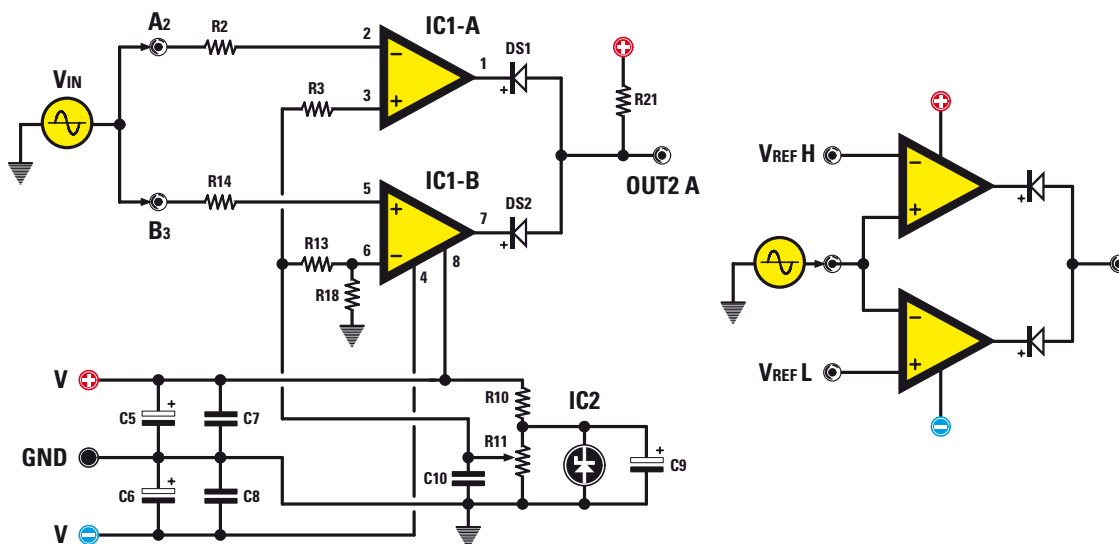 A2
R2
IC1-A
2
−
1
DS1
+
VIN
R3
3
+
R21
OUT2 A
R14
5
IC1-B
+
7
DS2
+
B3
R13
6
−
4
8
R18
V
+
C5
+
C7
R10
IC2
GND
R11
C10
+
C9
C6
+
C8
V
−
+
VREF H
−
+
+
−
+
+
VREF L
−